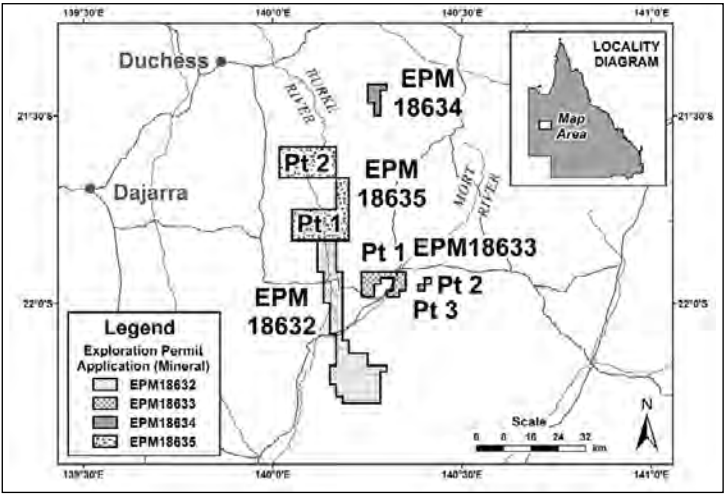 139°30'E
140°0'E
140°30'E
141°0'E
Duchess
BURKE
RIVER
EPM
18634
LOCALITY
DIAGRAM
Map
Area
21°30'S
21°30'S
Pt 2
EPM
18635
MORT
RIVER
Dajarra
Pt 1
Pt 1
EPM18633
Pt 2
Pt 3
22°0'S
22°0'S
EPM
18632
Legend
Exploration Permit
Application (Mineral)
EPM18632
EPM18633
EPM18634
EPM18635
Scale
8
16
24
32
km
N
139°30'E
140°0'E
140°30'E
141°0'E